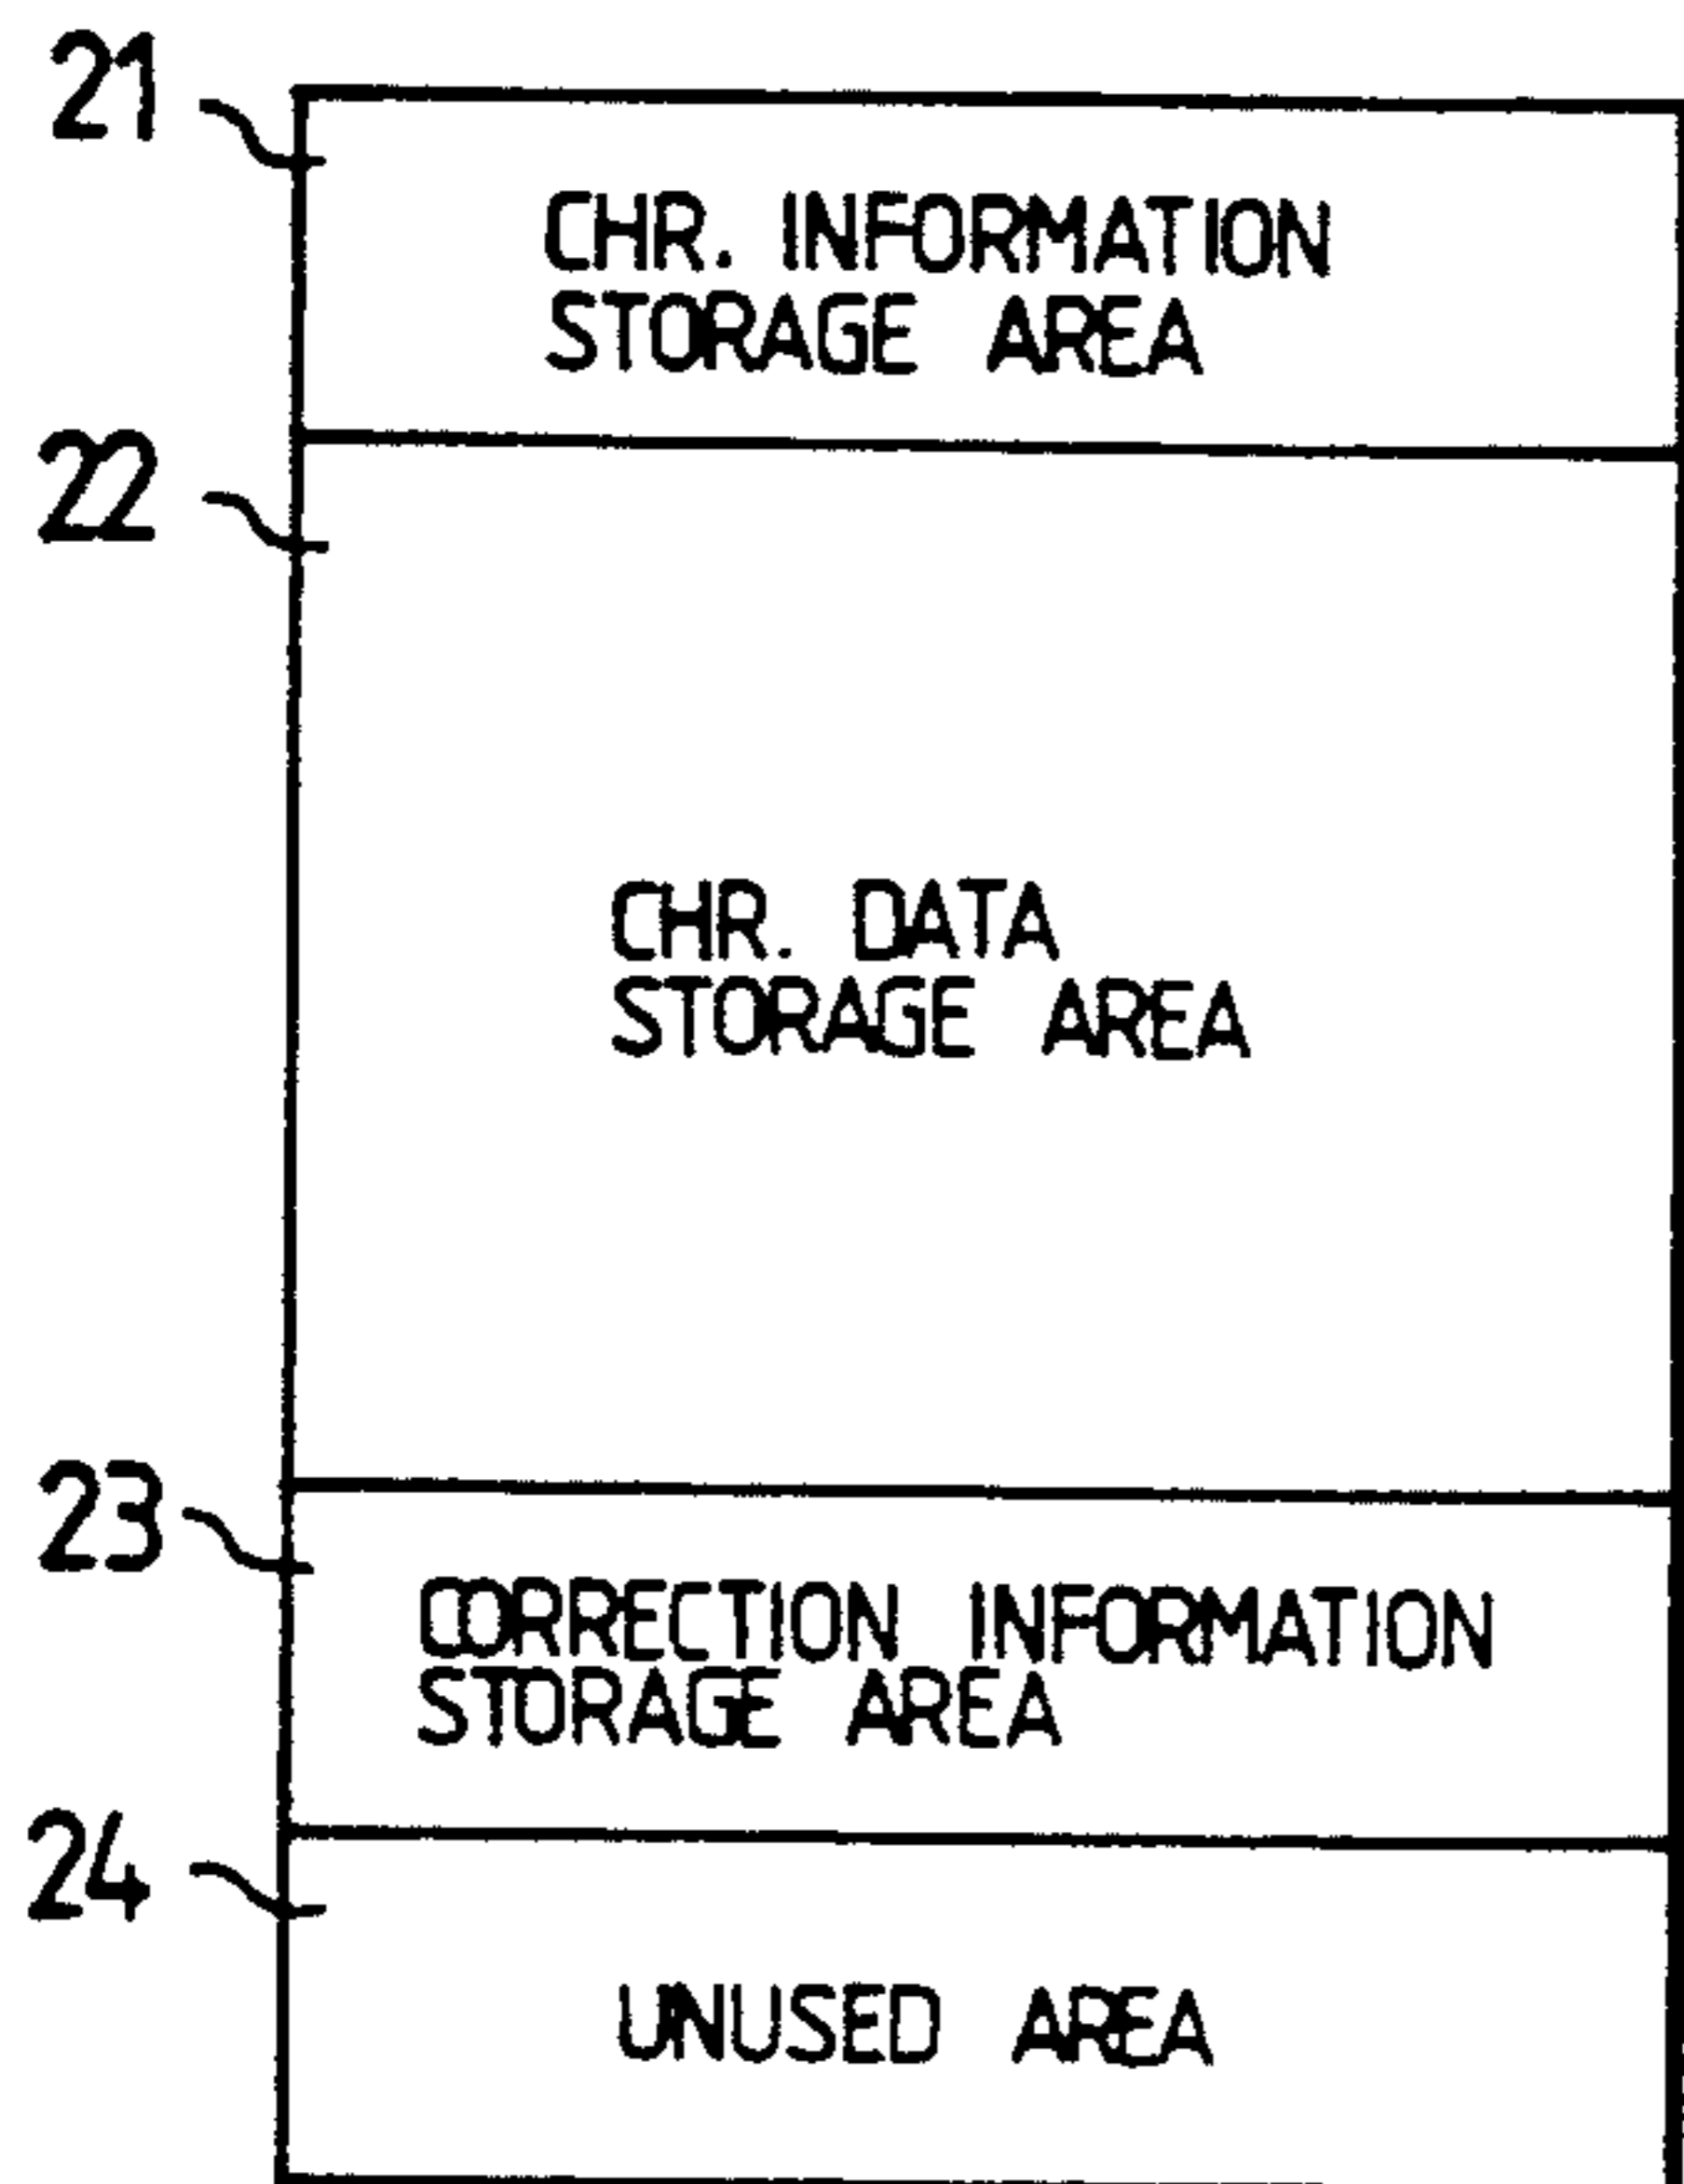 21
CHR. INFORMATION
STORAGE AREA
22
CHR. DATA
STORAGE AREA
23
CORRECTION INFORMATION
STORAGE AREA
24
UNUSED AREA